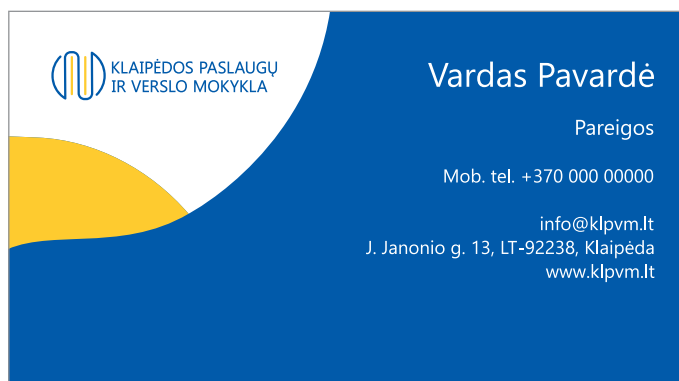 KLAIPĖDOS PASLAUGŲ
IR VERSLO MOKYKLA
Vardas Pavardė
Pareigos
Mob. tel. +370 000 00000
info@klpvm.lt
J. Janonio g. 13, LT-92238, Klaipėda
www.klpvm.lt